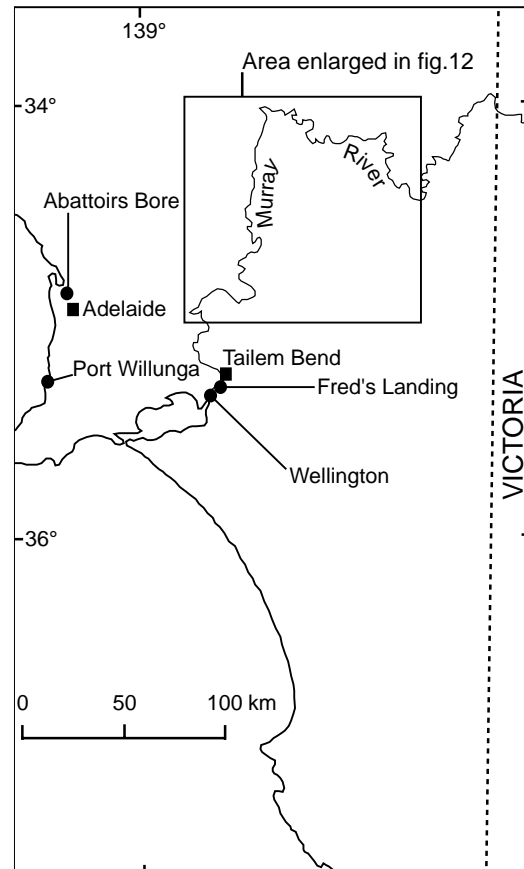 139°
Area enlarged in fig.12
34°
River
Murray
Abattoirs Bore
Adelaide
Tailem Bend
Port Willunga
Fred's Landing
Wellington
VICTORIA
36°
0 50 100 km